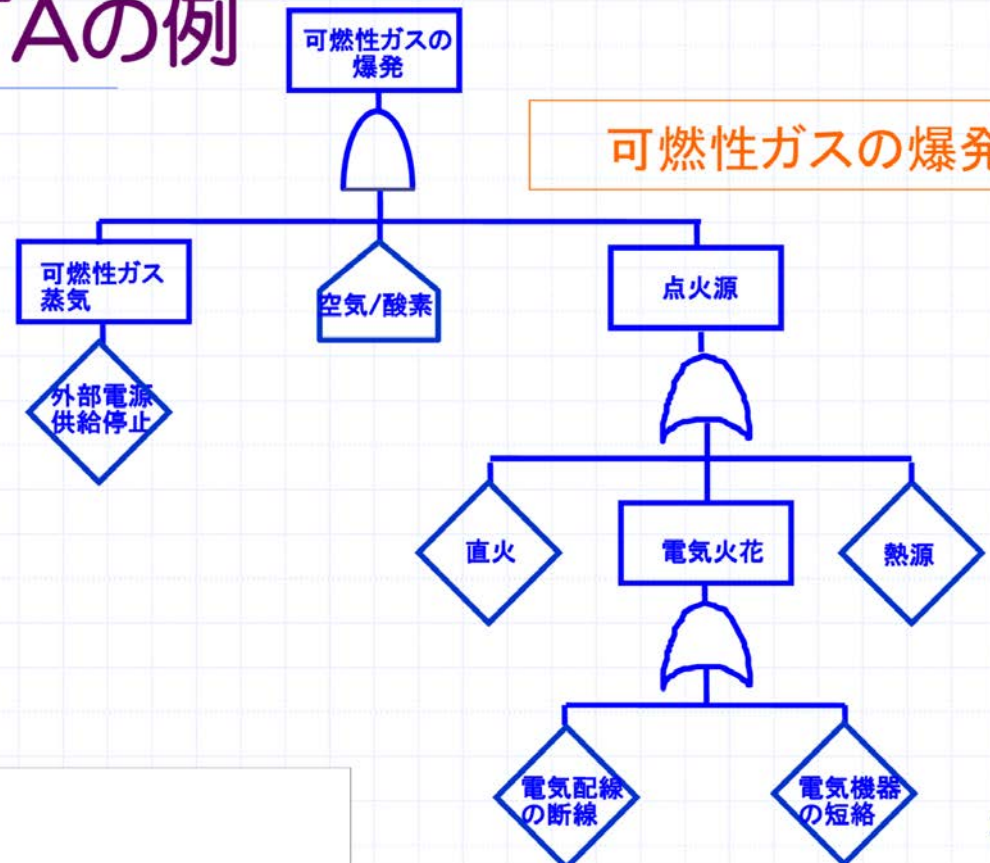 TAの例
可燃性ガスの
爆発
可燃性ガスの爆発
可燃性ガス
蒸気
空気/酸素
点火源
外部電源
供給停止
直火
電気火花
熱源
電気配線
の断線
電気機器
の短絡